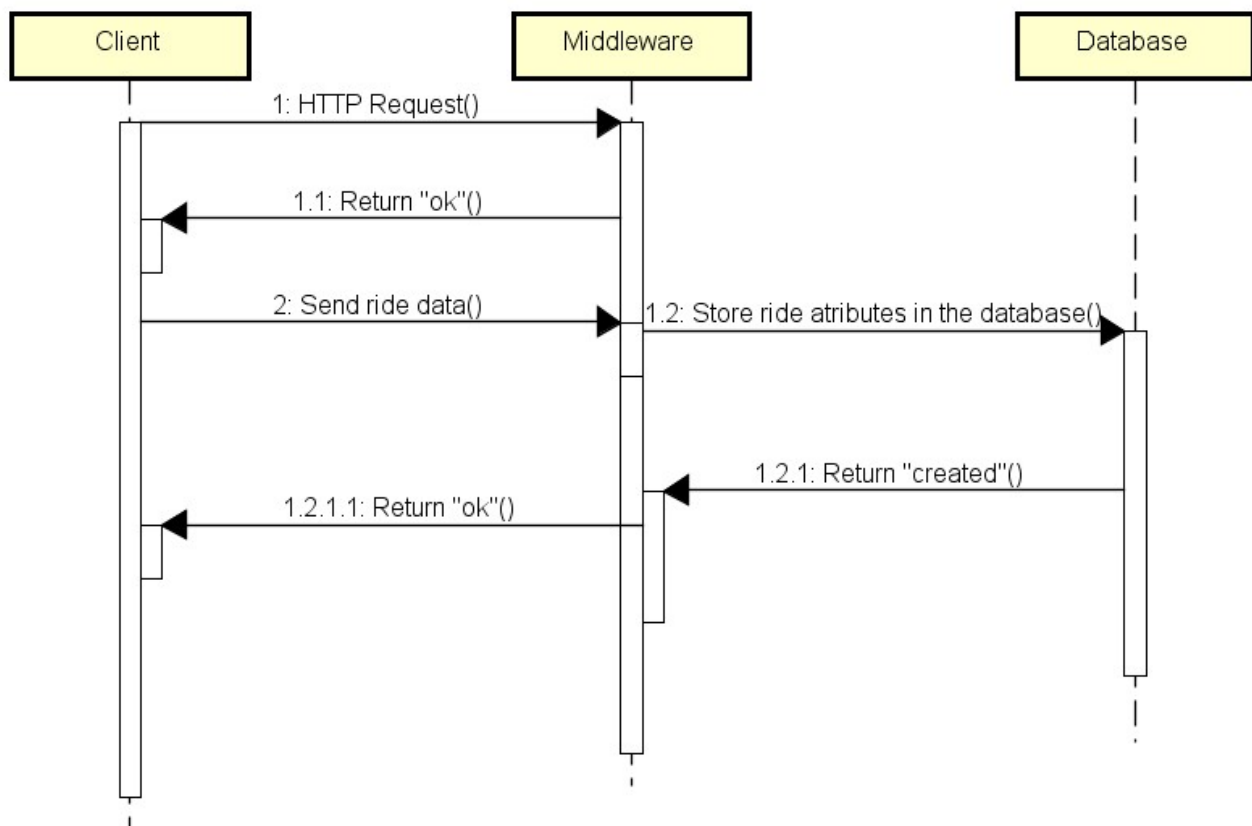 Client
Middleware
Database
1: HTTP Request()
1.1: Return "ok"()
2: Send ride data()
1.2: Store ride atributes in the database()
1.2.1: Return "created"()
1.2.1.1: Return "ok"()